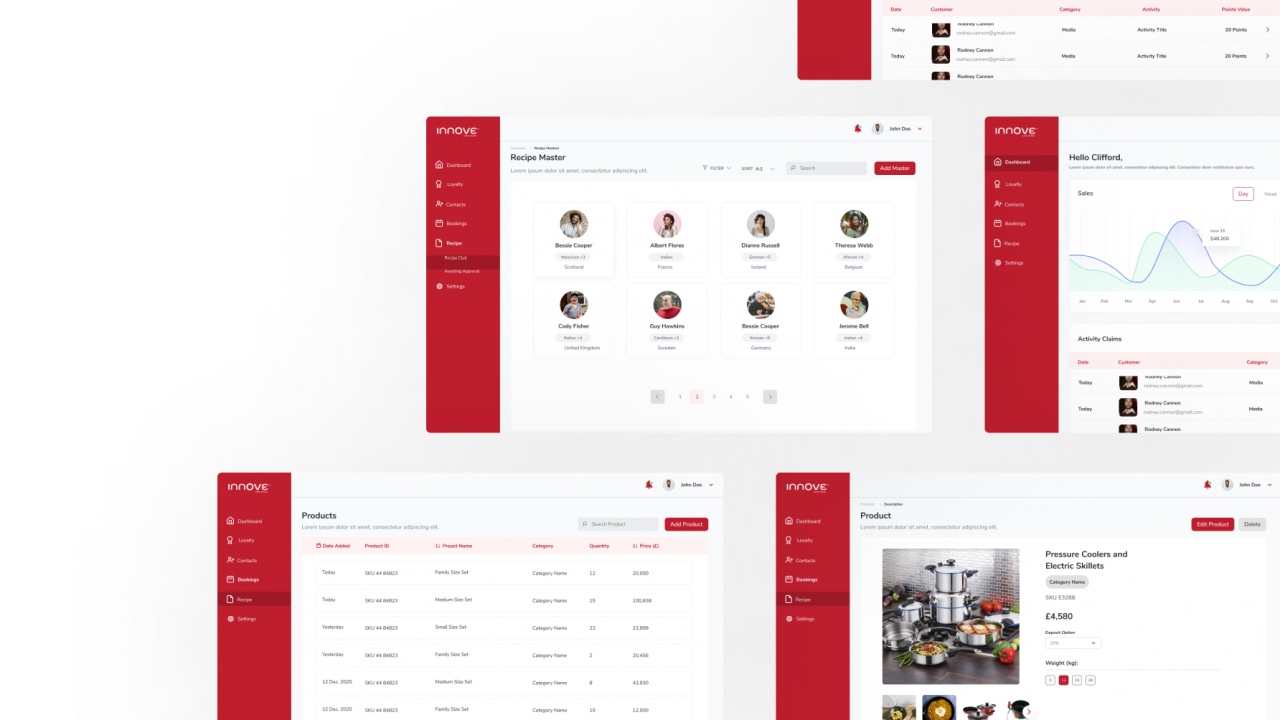 Date Customer Category Activity Points Value
Rodney Cannon
Today rodney.cannon@gmail.com Media Activity Title 20 Points
Rodney Cannon
Today rodney.cannon@gmail.com Media Activity Title 20 Points
Rodney Cannon
INNOVE
John Doe
Recipe Masters
Recipe Master
Lorem ipsum dolor sit amet, consectetur adipiscing elit.
FILTER SORT A-Z Search Add Master
Dashboard
Loyalty
Contacts
Bookings
Recipe
Recipe Club
Awaiting Approval
Settings
Bessie Cooper Albert Flores Dianne Russell Theresa Webb
Mexican +2 Indian German +5 African +4
Scotland France Ireland Belgium
Cody Fisher Guy Hawkins Bessie Cooper Jerome Bell
Italian +4 Carribean +2 Korean +5 Indian +4
United Kingdom Sweden Germany India
1 2 3 4 5
INNOVE
Dashboard
Loyalty
Contacts
Bookings
Recipe
Settings
Hello Clifford,
Lorem ipsum dolor sit amet, consectetur adipiscing elit. Consectetur diam vestibulum quis nunc.
Sales Day Week
June 10
$48,200
Jan Feb Mar Apr Jun Jul Aug Sep Oct
Activity Claims
Date Customer Category
Rodney Cannon
Today rodney.cannon@gmail.com Media
Rodney Cannon
Today rodney.cannon@gmail.com Media
Rodney Cannon
INNOVE
John Doe
Dashboard
Loyalty
Contacts
Bookings
Recipe
Settings
Products
Lorem ipsum dolor sit amet, consectetur adipiscing elit.
Search Product Add Product
Date Added Product ID Prouct Name Category Quantity Price (£)
Today SKU 44 84823 Family Size Set Category Name 12 20,000
Today SKU 44 84823 Medium Size Set Category Name 15 100,838
Yesterday SKU 44 84823 Small Size Set Category Name 23 23,999
Yesterday SKU 44 84823 Family Size Set Category Name 2 20,456
12 Dec, 2020 SKU 44 84823 Medium Size Set Category Name 8 43,930
12 Dec, 2020 SKU 44 84823 Family Size Set Category Name 10 12,000
INNOVE
John Doe
Dashboard
Loyalty
Contacts
Bookings
Recipe
Settings
Products > Description
Product
Lorem ipsum dolor sit amet, consectetur adipiscing elit.
Edit Product Delete
Pressure Coolers and
Electric Skillets
Category Name
SKU E3288
£4,580
Deposit Option
Weight (kg):